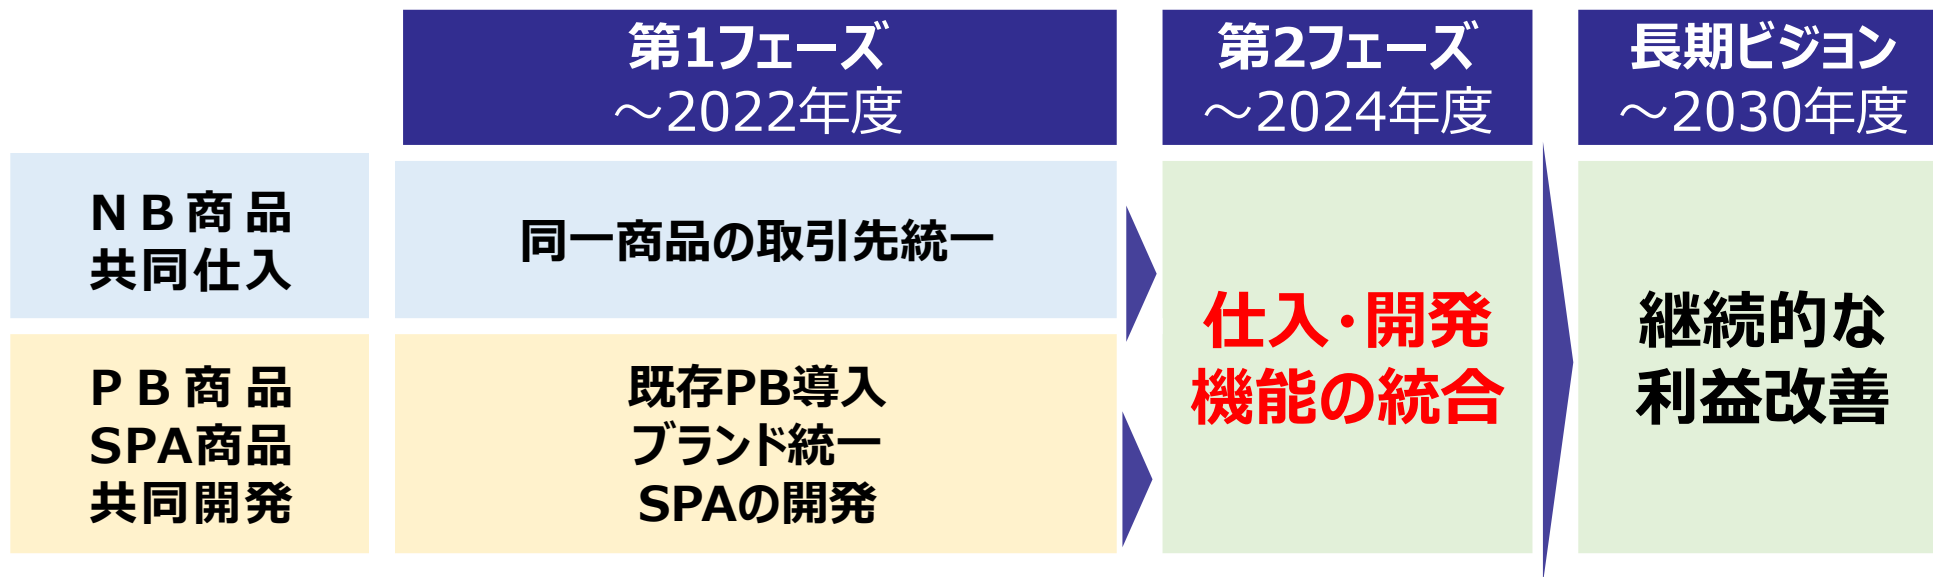 第1フェーズ
～2022年度
第2フェーズ
～2024年度
長期ビジョン
～2030年度
NB商品
共同仕入
同一商品の取引先統一
PB商品
SPA商品
共同開発
既存PB導入
ブランド統一
SPAの開発
仕入・開発
機能の統合
継続的な
利益改善